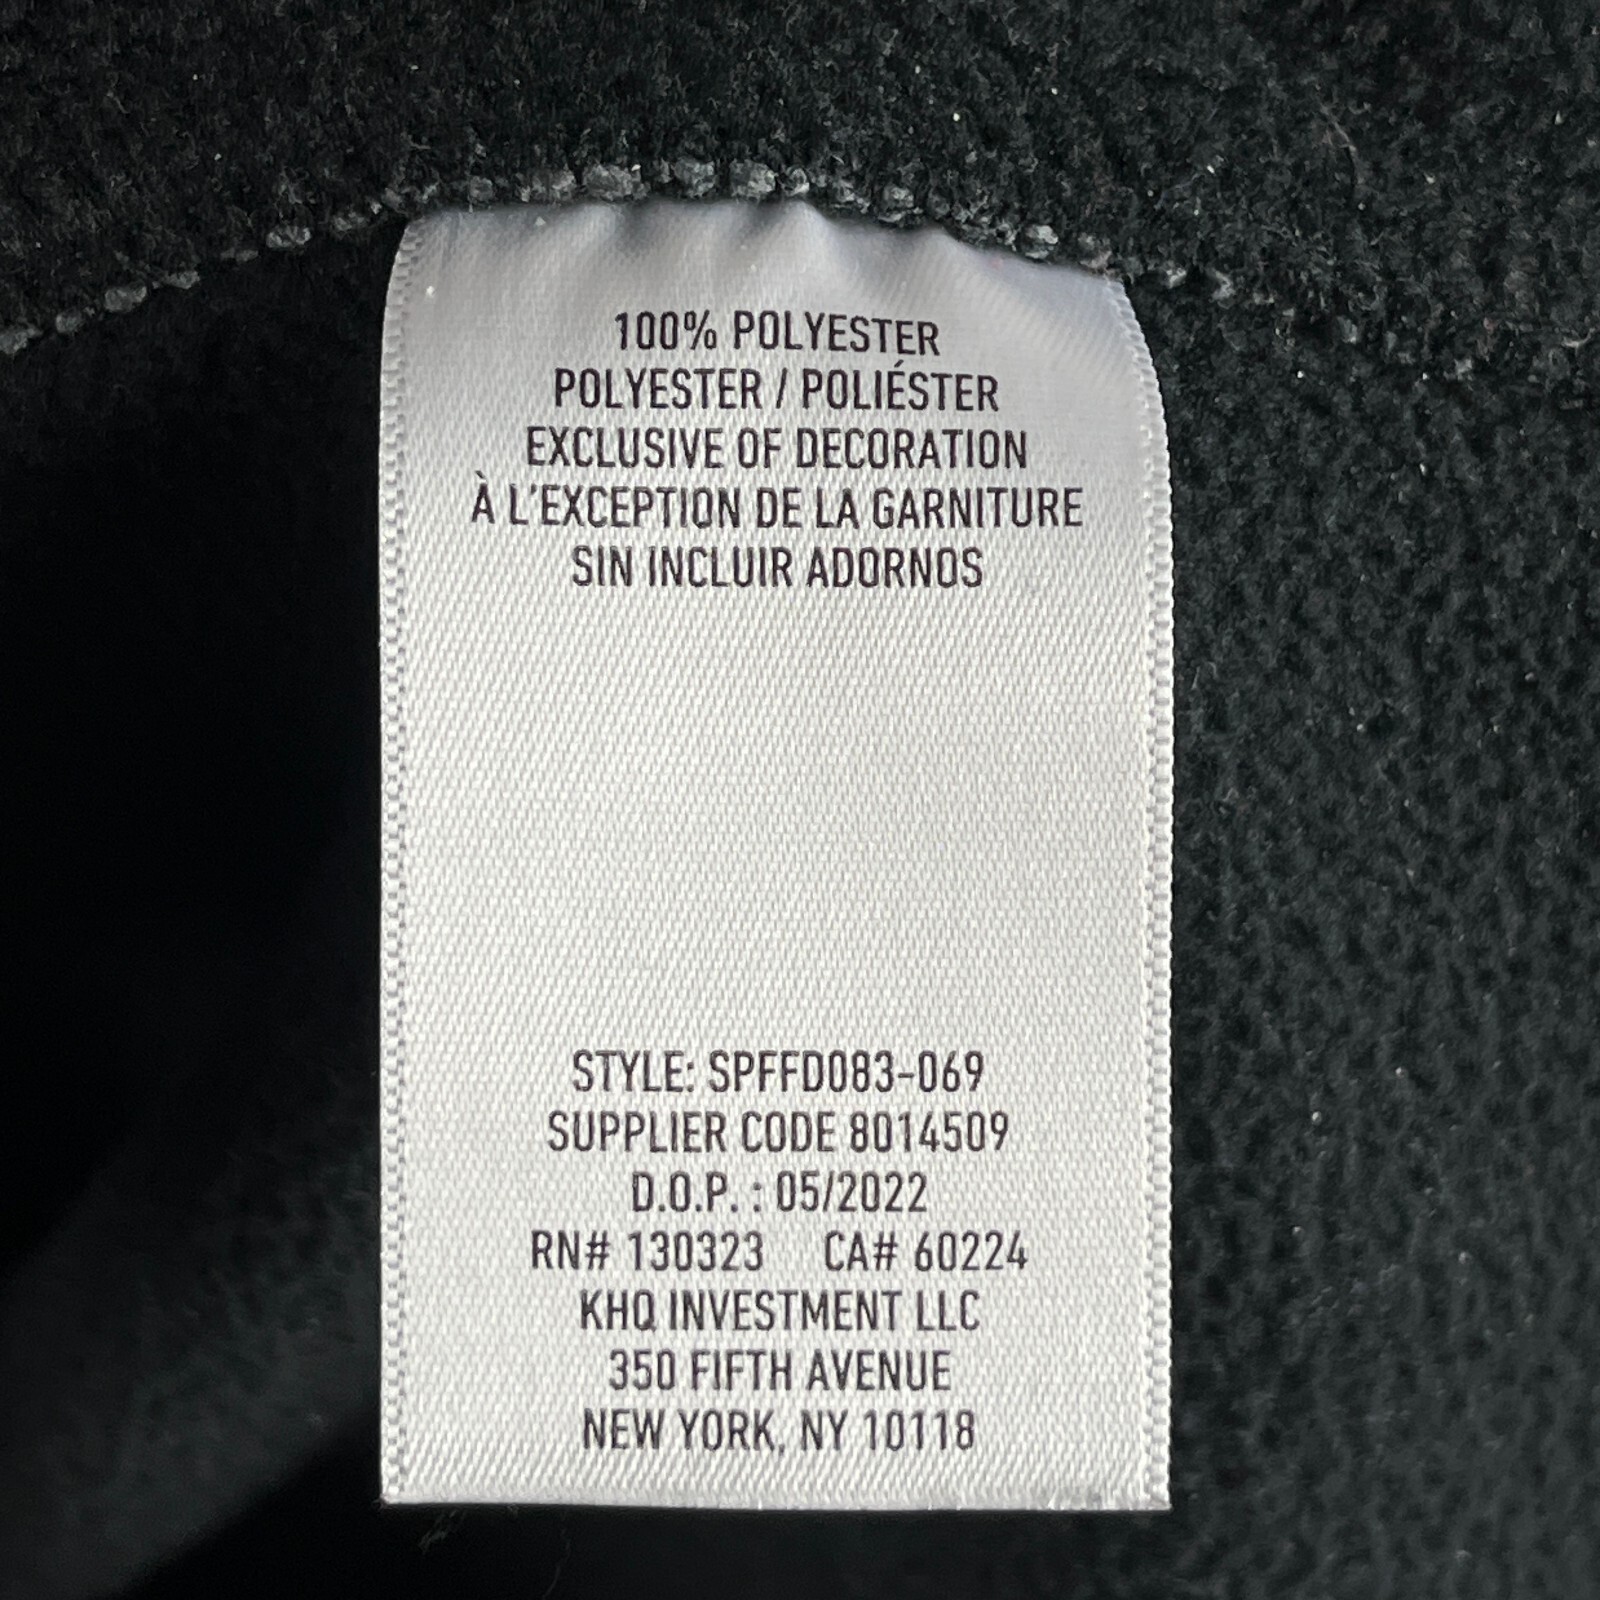 100% POLYESTER
POLYESTER / POLIÉSTER
EXCLUSIVE OF DECORATION
À L'EXCEPTION DE LA GARNITURE
SIN INCLUIR ADORNOS
STYLE: SPFFD083-069
SUPPLIER CODE 8014509
D.O.P. : 05/2022
RN# 130323 CA# 60224
KHQ INVESTMENT LLC
350 FIFTH AVENUE
NEW YORK, NY 10118